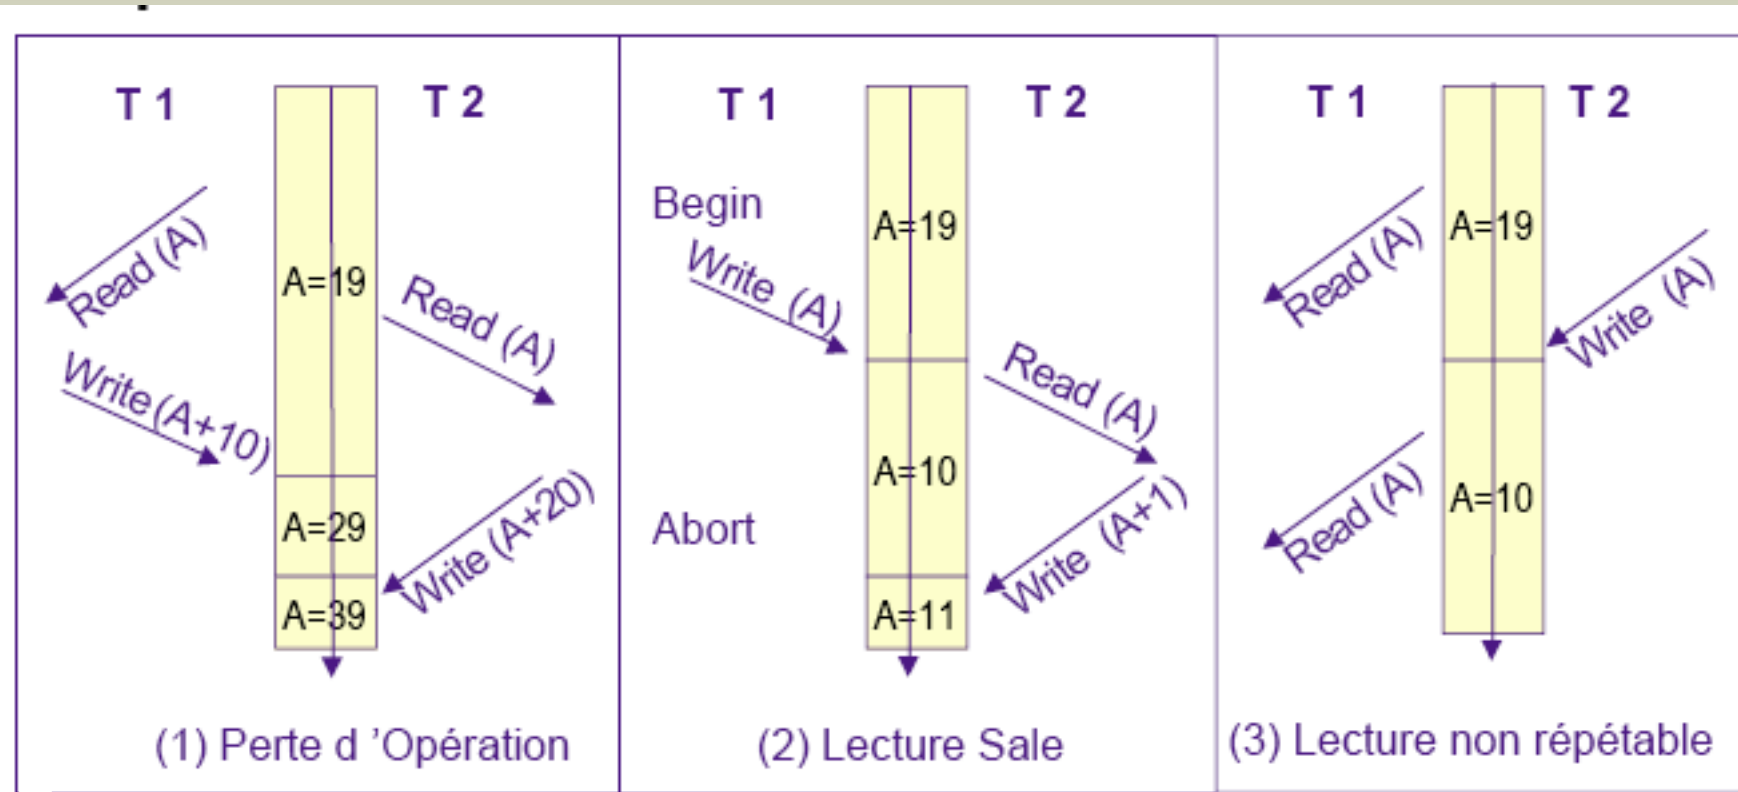 T 1
T 2
Read (A)
A=19
Read (A)
Write (A+10)
A=29
Write (A+20)
A=39
(1) Perte d ’Opération
T 1
T 2
Begin
A=19
Write (A)
Read (A)
A=10
Abort
Write (A+1)
A=11
(2) Lecture Sale
T 1
T 2
A=19
Read (A)
Write (A)
Read (A)
A=10
(3) Lecture non répétable